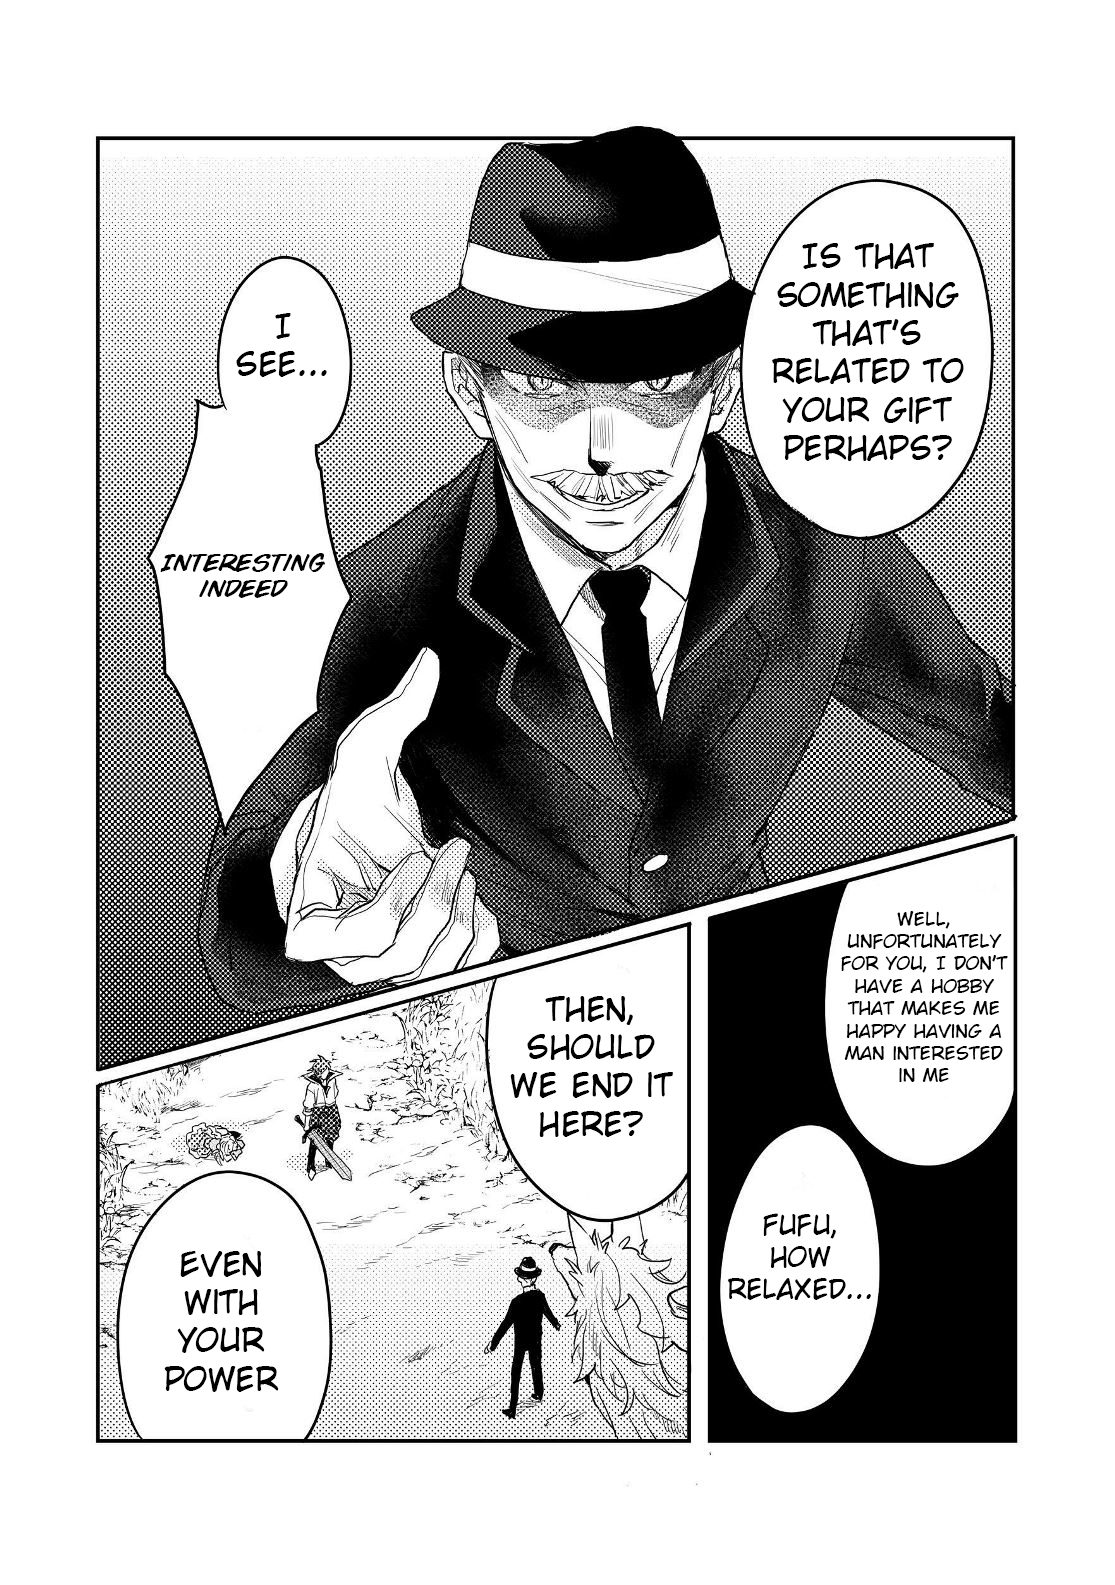 IS THAT
SOMETHING
THAT'S
RELATED TO
YOUR GIFT
PERHAPS?
I
SEE...
INTERESTING
INDEED
WELL,
UNFORTUNATELY
FOR YOU, I DON'T
HAVE A HOBBY
THAT MAKES ME
HAPPY HAVING A
MAN INTERESTED
IN ME
FUFU,
HOW
RELAXED...
THEN,
SHOULD
WE END IT
HERE?
EVEN
WITH
YOUR
POWER